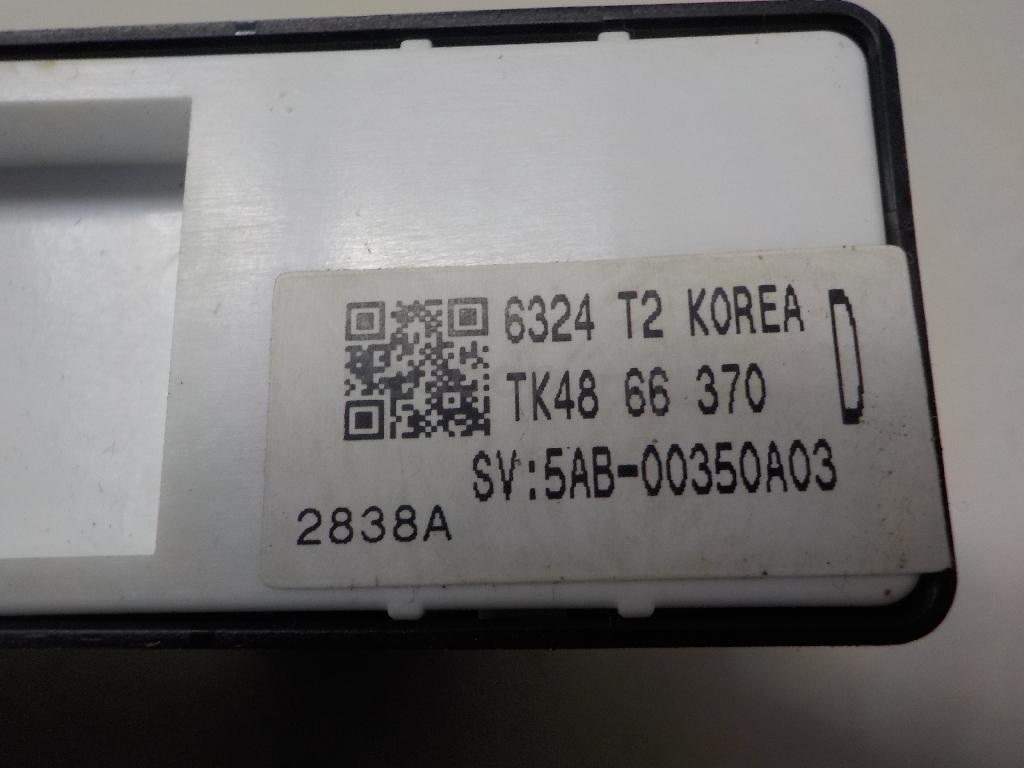 6324 T2 KOREA
TK48 66 370
SV:5AB-00350A03
2838A